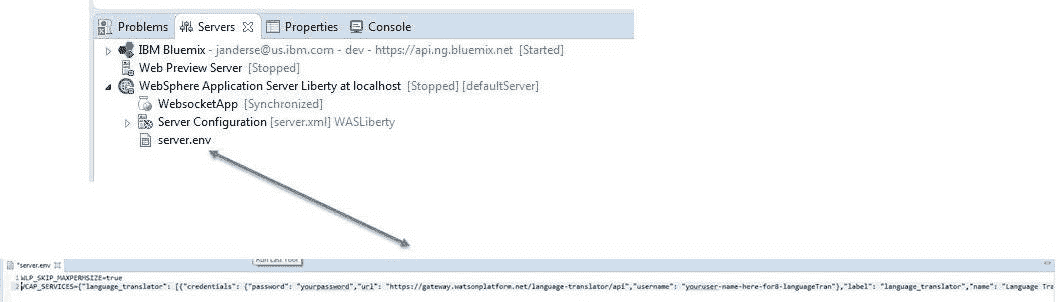 Problems Servers Properties Console
IBM Bluemix - janderse@us.ibm.com - dev - https://api.ng.bluemix.net [Started]
Web Preview Server [Stopped]
WebSphere Application Server Liberty at localhost [Stopped] [defaultServer]
WebsocketApp [Synchronized]
Server Configuration [server.xml] WASLiberty
server.env
*server.env
1 WLP_SKIP_MAXPERMSIZE=true
2 VCAP_SERVICES={"language_translator": [{"credentials": {"password": "yourpassword","url": "https://gateway.watsonplatform.net/language-translator/api","username": "youruser-name-here-for8-languageTran"},"label": "language_translator","name": "Language Tra